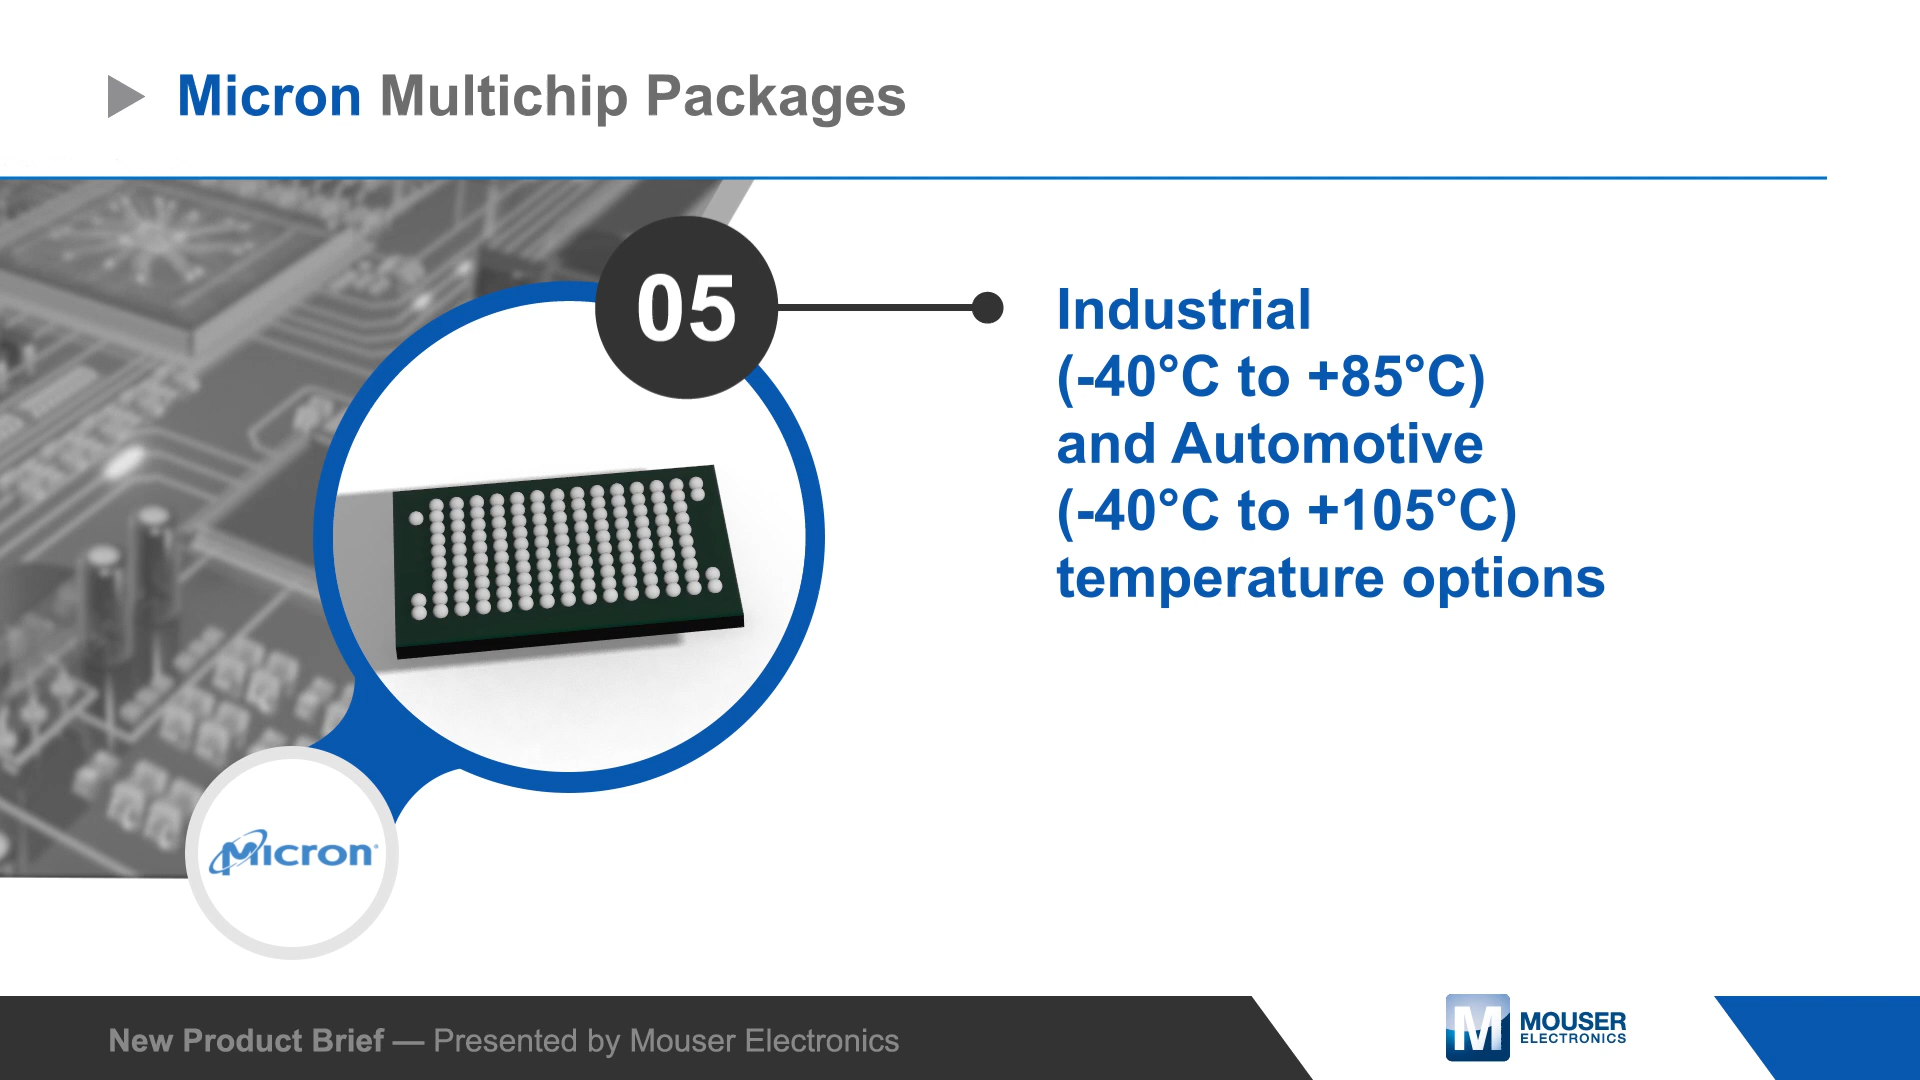 Micron Multichip Packages
05
Industrial
(-40°C to +85°C)
and Automotive
(-40°C to +105°C)
temperature options
Micron
New Product Brief — Presented by Mouser Electronics
M
MOUSER
ELECTRONICS